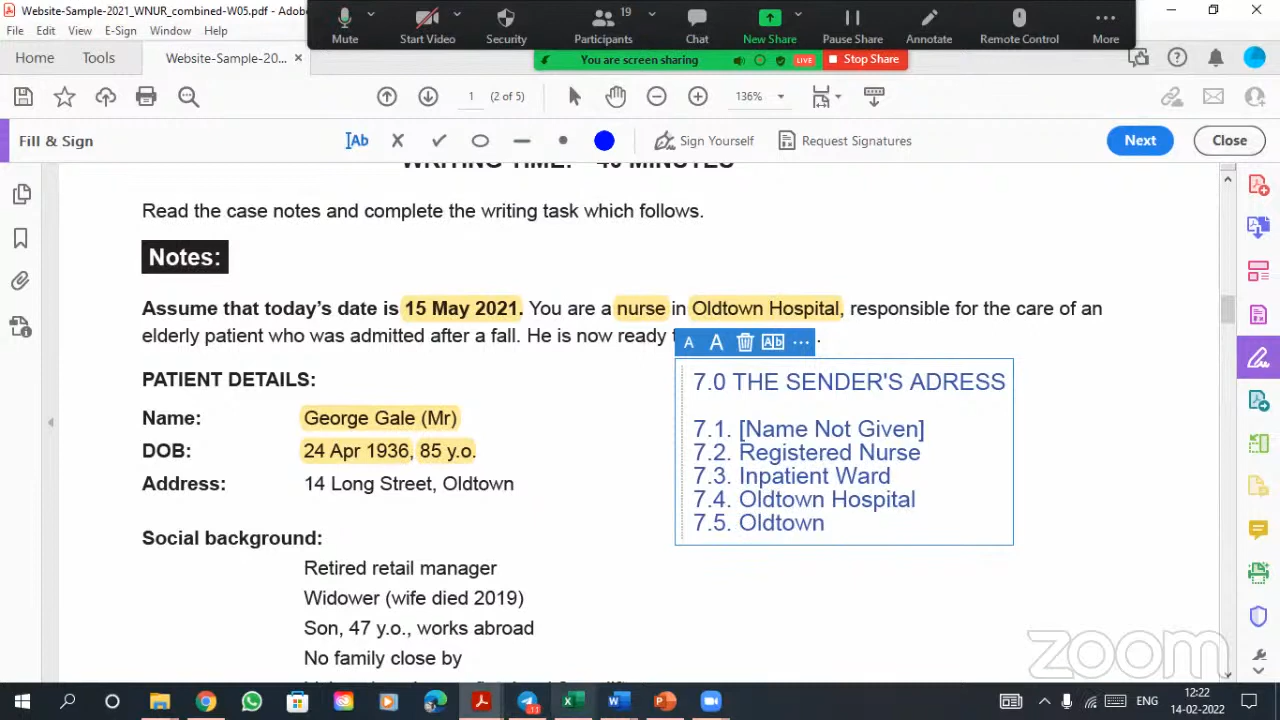 Website-Sample-2021_WNUR_combined-W05.pdf - Adob
File Edit View E-Sign Window Help
Mute
Start Video
Security
19
Participants
Chat
New Share
Pause Share
Annotate
Remote Control
More
You are screen sharing
LIVE
Stop Share
Home Tools Website-Sample-20...
1 (2 of 5)
136%
Fill & Sign
Ab
Sign Yourself
Request Signatures
Next
Close
WRITING TIME: 40 MINUTES
Read the case notes and complete the writing task which follows.
Notes:
Assume that today's date is 15 May 2021. You are a nurse in Oldtown Hospital, responsible for the care of an
elderly patient who was admitted after a fall. He is now ready
A A Ab
PATIENT DETAILS:
Name: George Gale (Mr)
DOB: 24 Apr 1936, 85 y.o.
Address: 14 Long Street, Oldtown
7.0 THE SENDER'S ADRESS
7.1. [Name Not Given]
7.2. Registered Nurse
7.3. Inpatient Ward
7.4. Oldtown Hospital
7.5. Oldtown
Social background:
Retired retail manager
Widower (wife died 2019)
Son, 47 y.o., works abroad
No family close by
zoom
ENG
12:22
14-02-2022